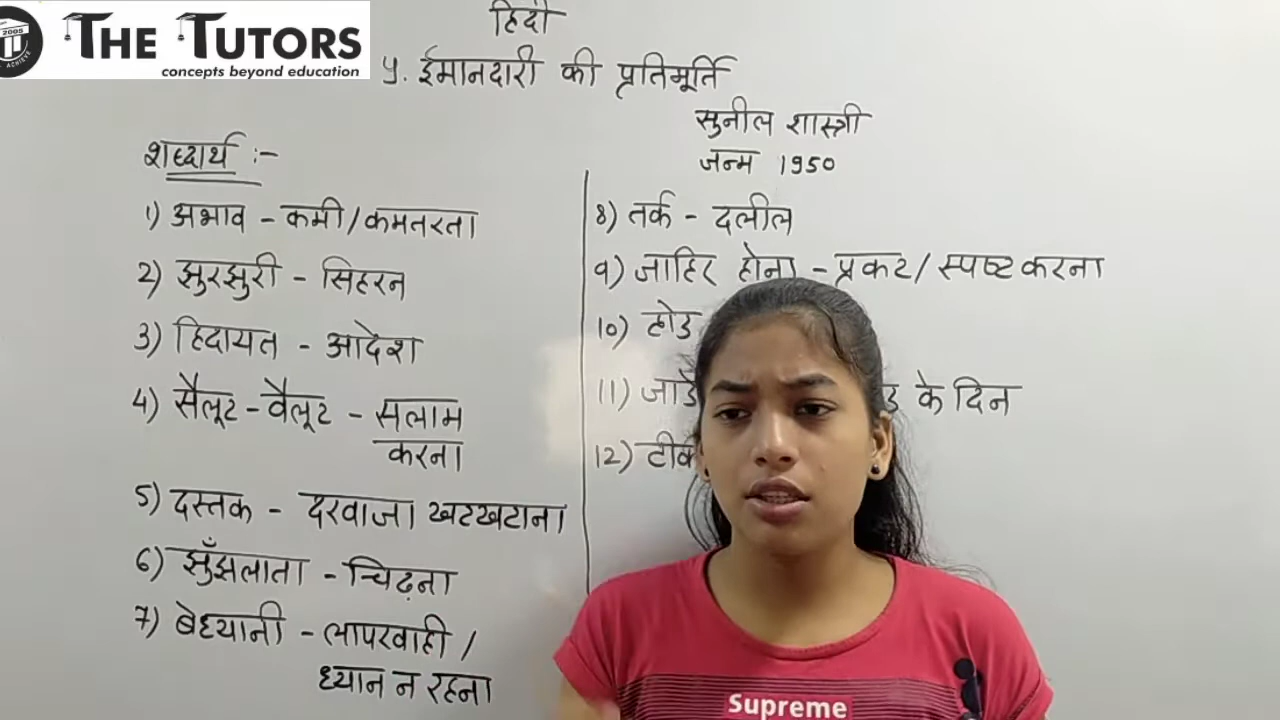 2005
THE TUTORS
concepts beyond education
हिंदी
५. ईमानदारी की प्रतिमूर्ति
सुनील शास्त्री
जन्म 1950
शब्दार्थ :-
1) अभाव - कमी/कमतरता
2) झुरझुरी - सिहरन
3) हिदायत - आदेश
4) सैलूट-वैलूट - सलाम
करना
5) दस्तक - दरवाजा खटखटाना
6) झुँझलाता - चिढ़ना
7) बेध्यानी - लापरवाही /
ध्यान न रहना
8) तर्क - दलील
9) जाहिर होना - प्रकट/स्पष्ट करना
10)
11) के दिन
12)
Supreme